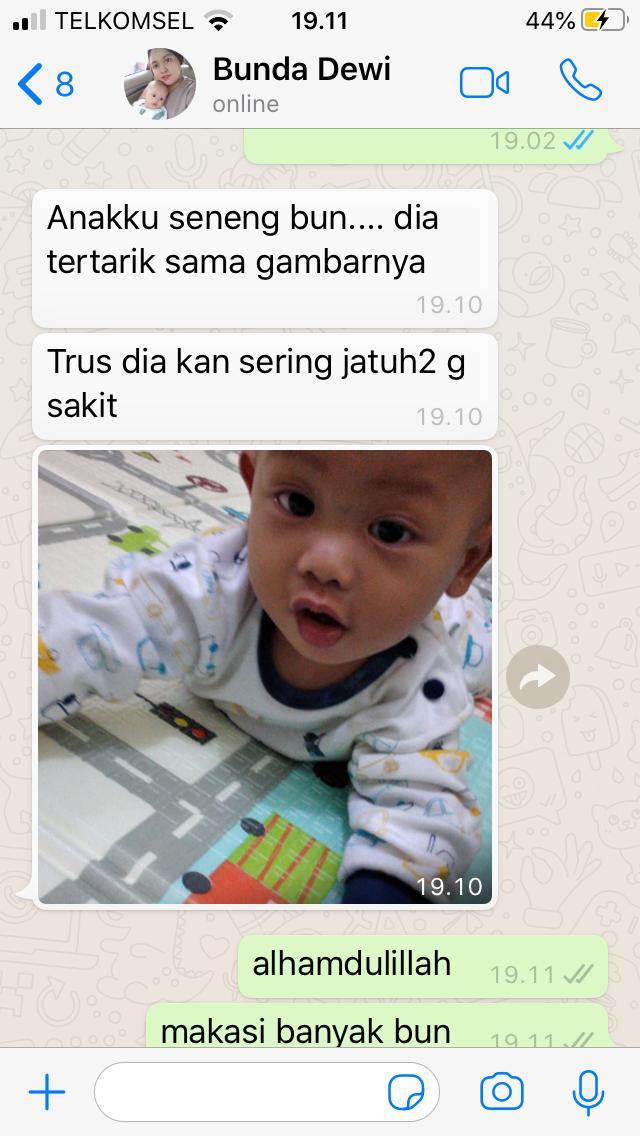 TELKOMSEL 19.11 44%
8 Bunda Dewi
online
19.02
Anakku seneng bun.... dia
tertarik sama gambarnya
19.10
Trus dia kan sering jatuh2 g
sakit 19.10
19.10
alhamdulillah 19.11
makasi banyak bun 19.11